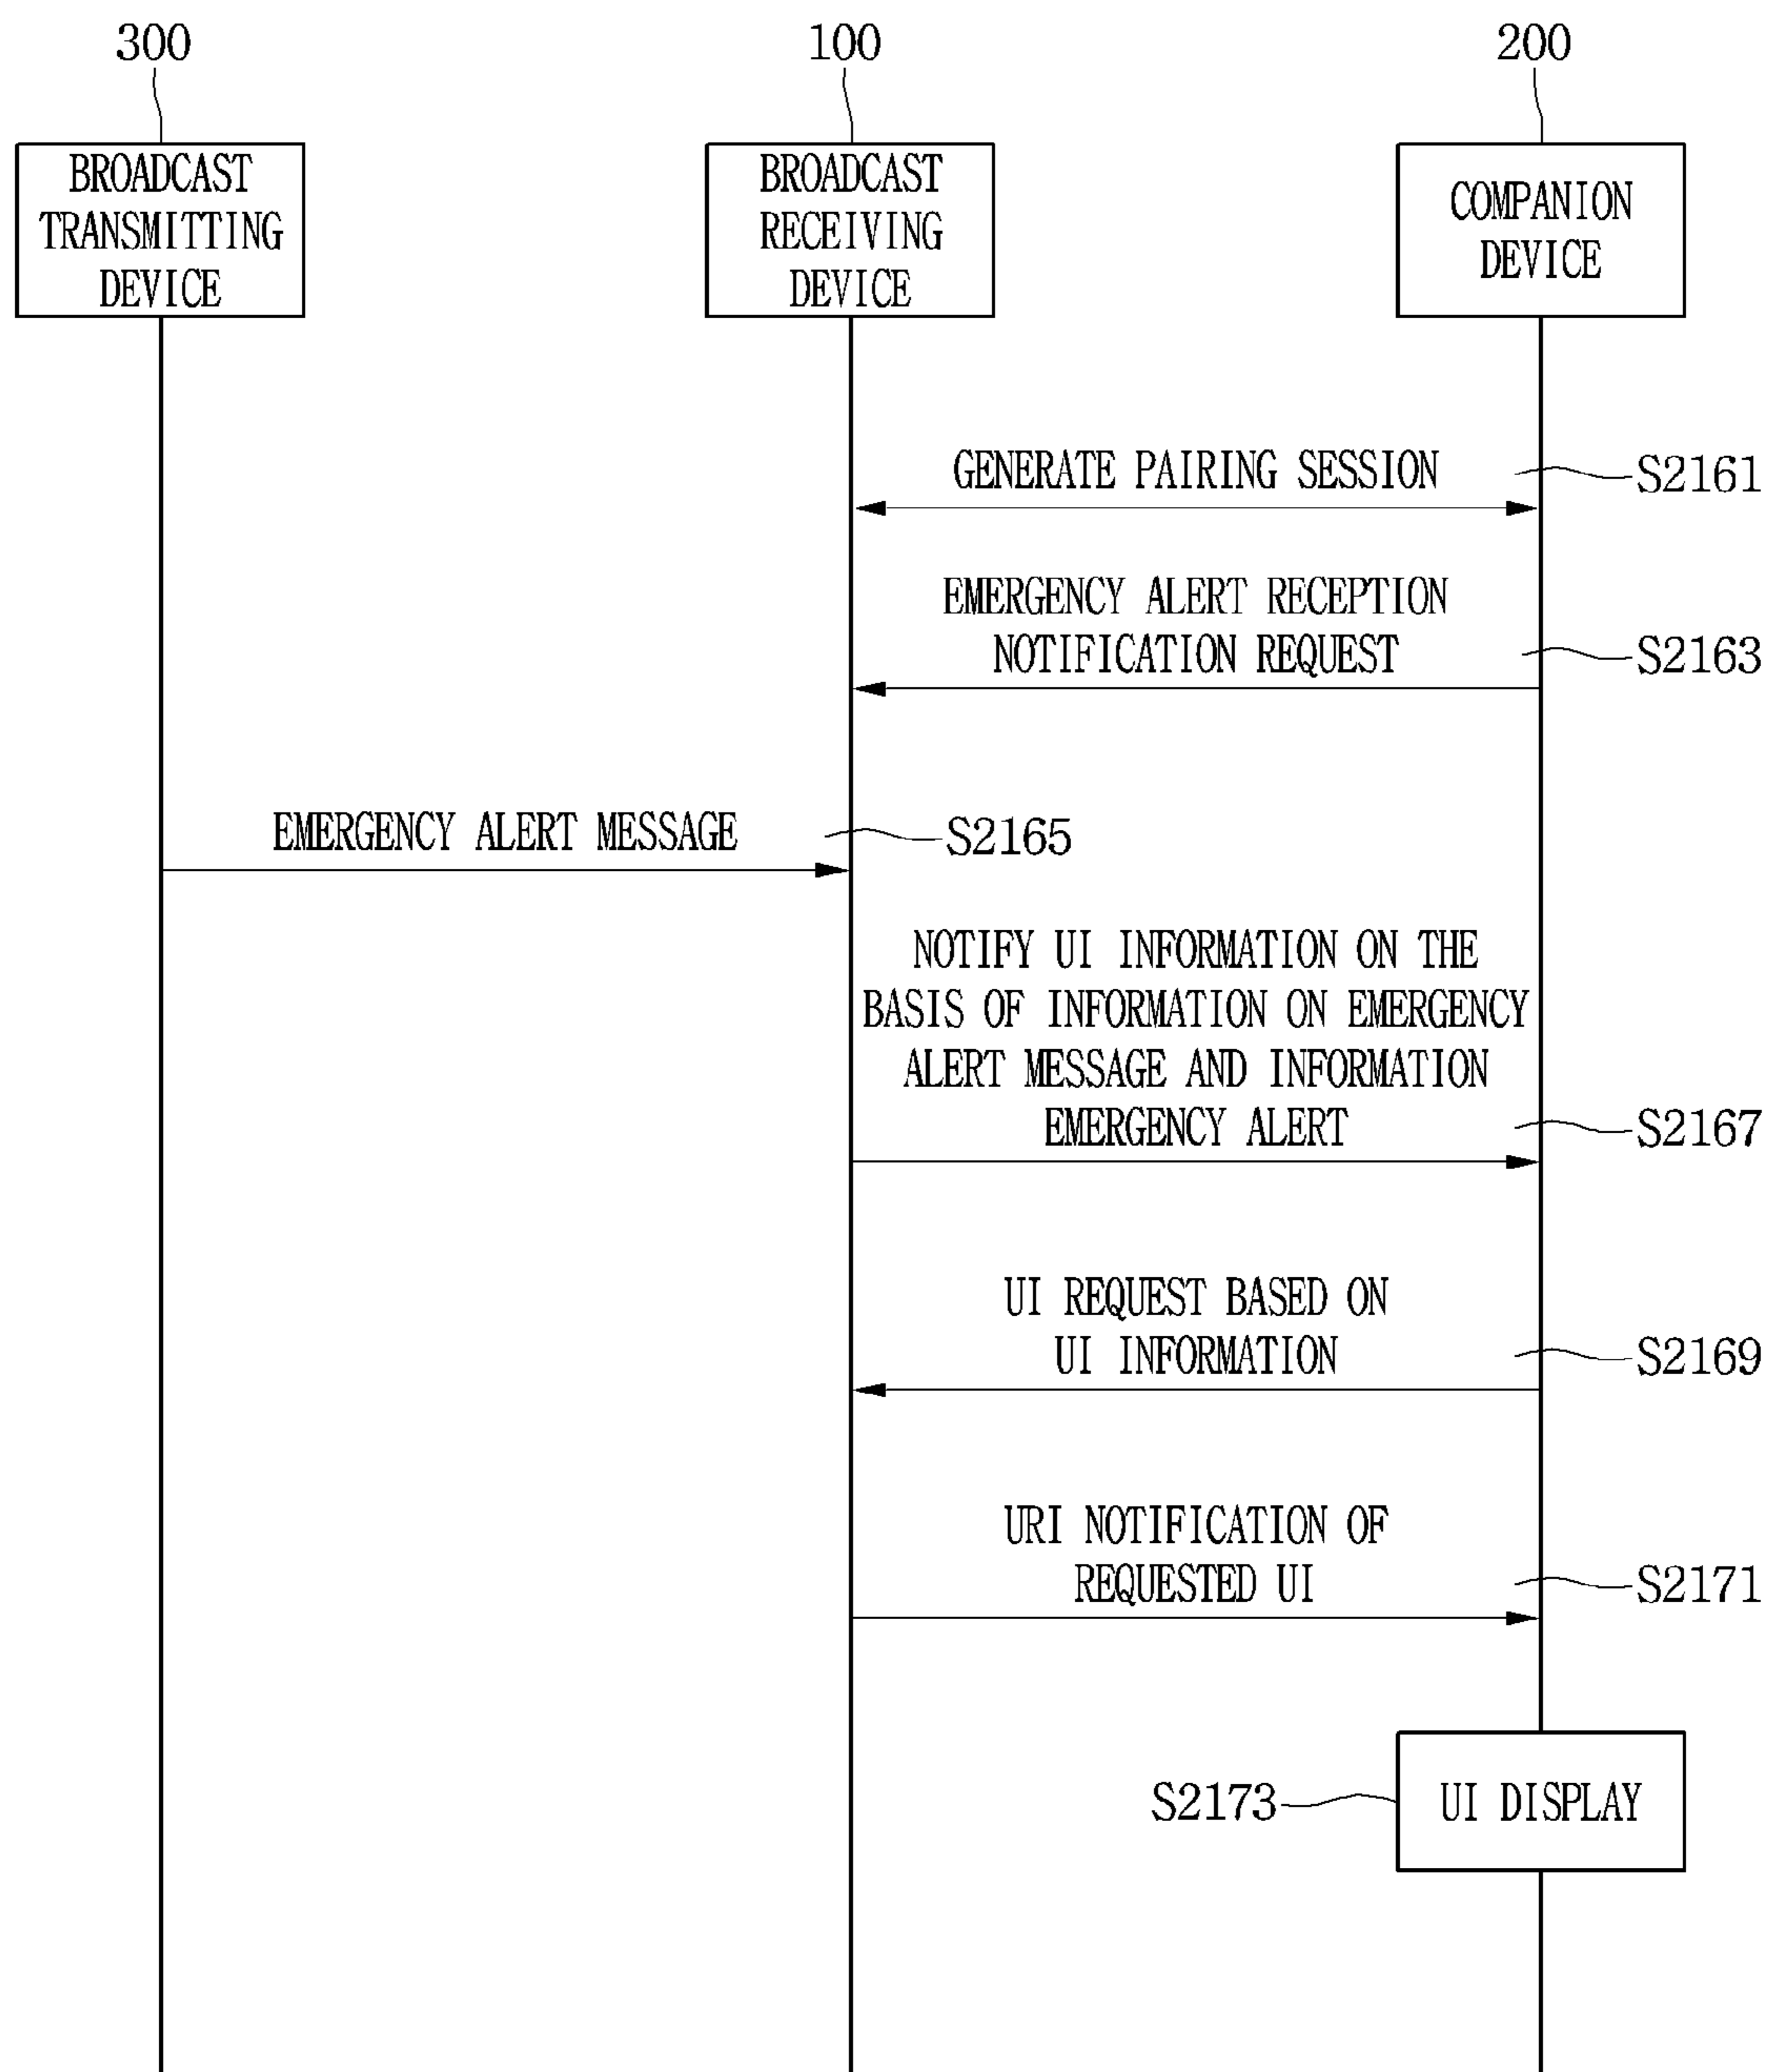 300
100
200
BROADCAST
TRANSMITTING
DEVICE
BROADCAST
RECEIVING
DEVICE
COMPANION
DEVICE
GENERATE PAIRING SESSION
S2161
EMERGENCY ALERT RECEPTION
NOTIFICATION REQUEST
S2163
EMERGENCY ALERT MESSAGE
S2165
NOTIFY UI INFORMATION ON THE
BASIS OF INFORMATION ON EMERGENCY
ALERT MESSAGE AND INFORMATION
EMERGENCY ALERT
S2167
UI REQUEST BASED ON
UI INFORMATION
S2169
URI NOTIFICATION OF
REQUESTED UI
S2171
S2173
UI DISPLAY